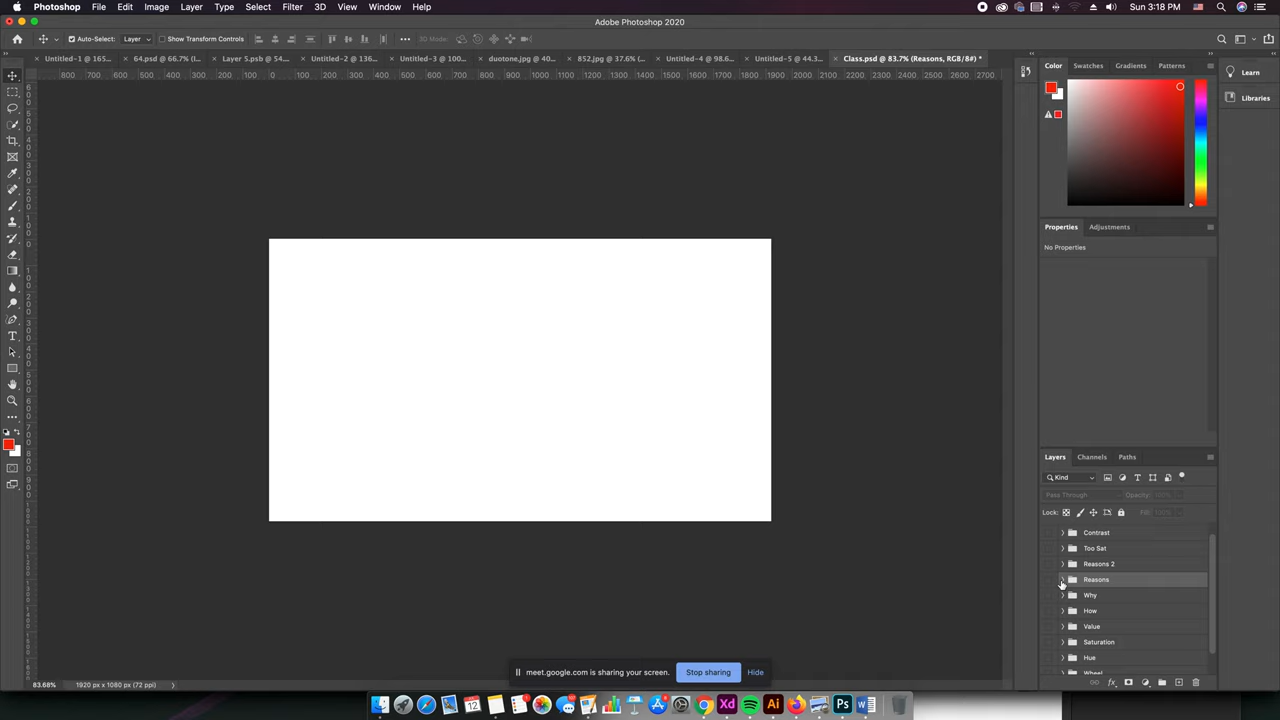 Photoshop File Edit Image Layer Type Select Filter 3D View Window Help Sun 3:18 PM
Adobe Photoshop 2020
Auto-Select: Layer Show Transform Controls 3D Mode:
Untitled-1 @ 165... 64.psd @ 66.7% (I... Layer 5.psb @ 54.... Untitled-2 @ 136... Untitled-3 @ 100... duotone.jpg @ 40... 852.jpg @ 37.6% (... Untitled-4 @ 98.6... Untitled-5 @ 44.3... Class.psd @ 83.7% (Reasons, RGB/8#) *
800 700 600 500 400 300 200 100 0 100 200 300 400 500 600 700 800 900 1000 1100 1200 1300 1400 1500 1600 1700 1800 1900 2000 2100 2200 2300 2400 2500 2600 2700
Color Swatches Gradients Patterns
Learn
Libraries
Properties Adjustments
No Properties
Layers Channels Paths
Kind
Pass Through Opacity: 100%
Lock: Fill: 100%
Contrast
Too Sat
Reasons 2
Reasons
Why
How
Value
Saturation
Hue
Wheel
meet.google.com is sharing your screen. Stop sharing Hide
83.68% 1920 px x 1080 px (72 ppi)